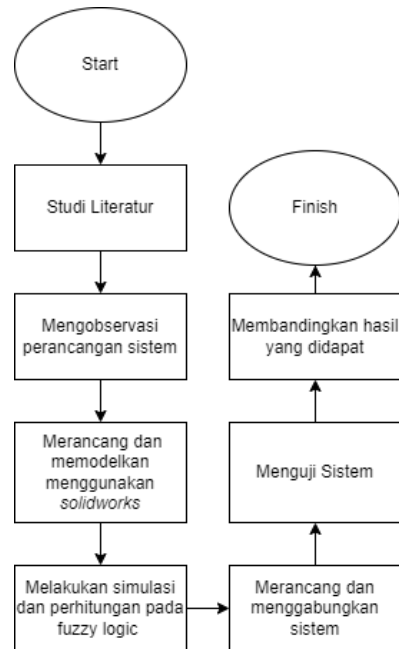 Start
Studi Literatur
Mengobservasi
perancangan sistem
Merancang dan
memodelkan
menggunakan
solidworks
Melakukan simulasi
dan perhitungan pada
fuzzy logic
Merancang dan
menggabungkan
sistem
Menguji Sistem
Membandingkan hasil
yang didapat
Finish